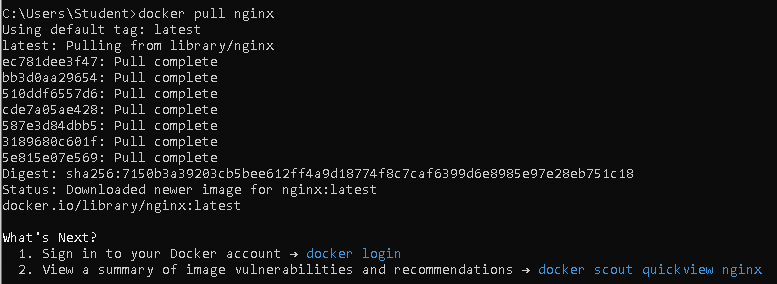 C:\Users\Student>docker pull nginx
Using default tag: latest
latest: Pulling from library/nginx
ec781dee3f47: Pull complete
bb3d0aa29654: Pull complete
510ddf6557d6: Pull complete
cde7a05ae428: Pull complete
587e3d84dbb5: Pull complete
3189680c601f: Pull complete
5e815e07e569: Pull complete
Digest: sha256:7150b3a39203cb5bee612ff4a9d18774f8c7caf6399d6e8985e97e28eb751c18
Status: Downloaded newer image for nginx:latest
docker.io/library/nginx:latest
What's Next?
1. Sign in to your Docker account → docker login
2. View a summary of image vulnerabilities and recommendations → docker scout quickview nginx